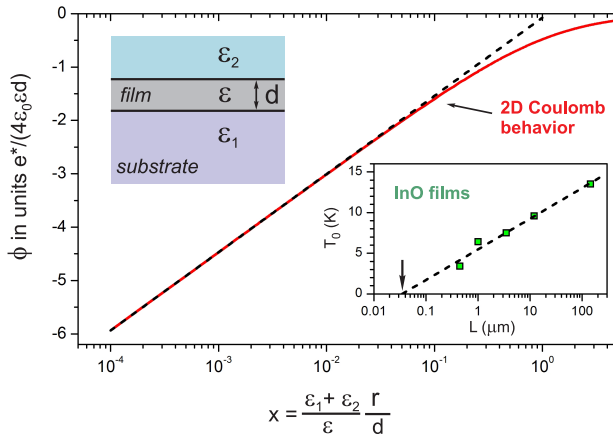 0
-1
-2
-3
-4
-5
-6
ϕ in units e*/(4ε₀εd)
ε₂
film
ε
d
ε₁
substrate
2D Coulomb
behavior
InO films
15
10
5
0
T₀ (K)
0.01 0.1 1 10 100
L (μm)
10⁻⁴ 10⁻³ 10⁻² 10⁻¹ 10⁰
x = (ε₁ + ε₂)/ε r/d